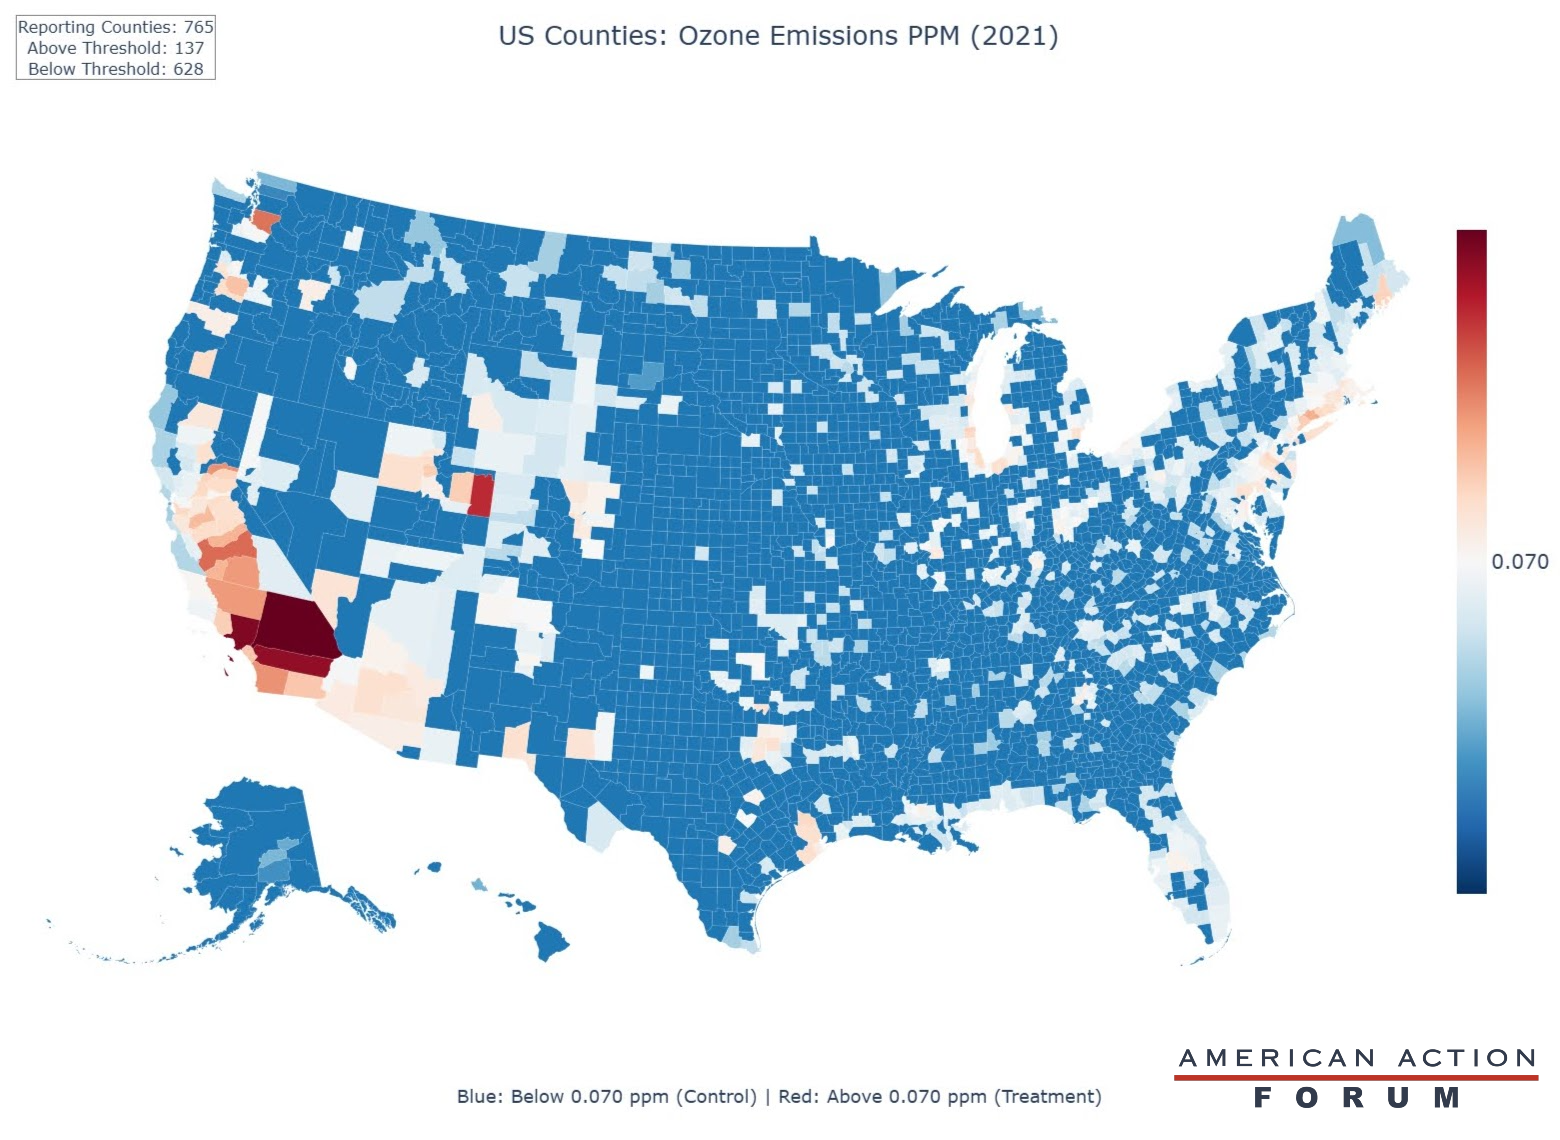 Reporting Counties: 765
Above Threshold: 137
Below Threshold: 628
US Counties: Ozone Emissions PPM (2021)
0.070
Blue: Below 0.070 ppm (Control) | Red: Above 0.070 ppm (Treatment)
AMERICAN ACTION
FORUM